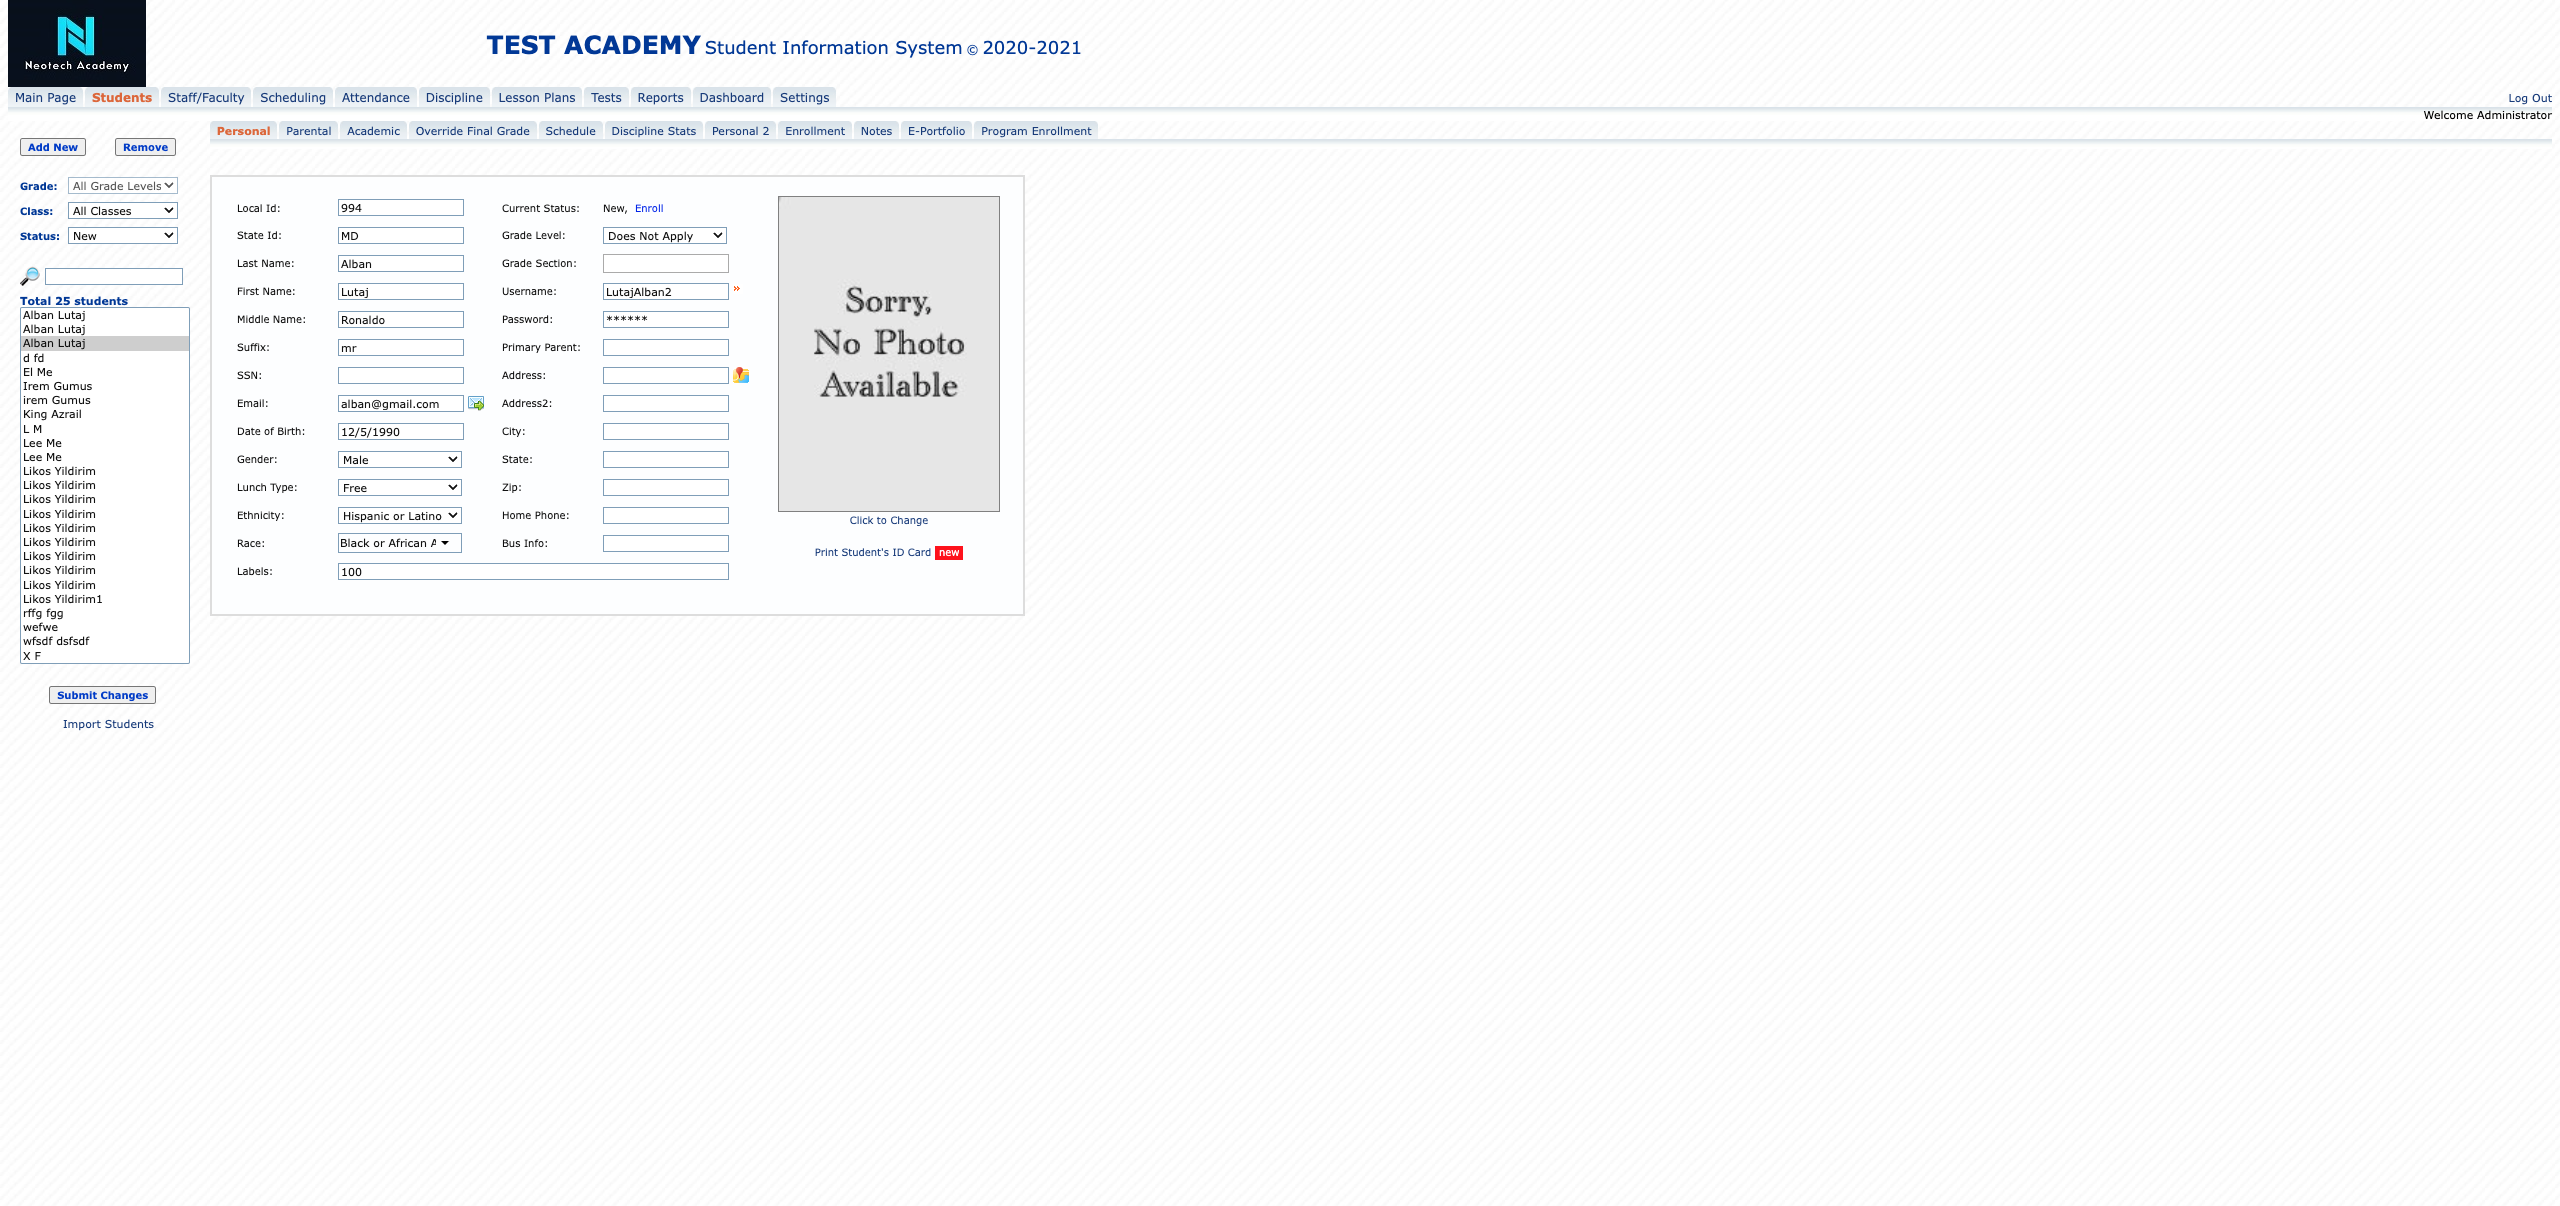 Neotech Academy
TEST ACADEMY Student Information System © 2020-2021
Main Page Students Staff/Faculty Scheduling Attendance Discipline Lesson Plans Tests Reports Dashboard Settings
Log Out
Welcome Administrator
Personal Parental Academic Override Final Grade Schedule Discipline Stats Personal 2 Enrollment Notes E-Portfolio Program Enrollment
Add New Remove
Grade: All Grade Levels
Class: All Classes
Status: New
Total 25 students
Alban Lutaj
Alban Lutaj
Alban Lutaj
d fd
El Me
Irem Gumus
irem Gumus
King Azrail
L M
Lee Me
Lee Me
Likos Yildirim
Likos Yildirim
Likos Yildirim
Likos Yildirim
Likos Yildirim
Likos Yildirim
Likos Yildirim
Likos Yildirim
Likos Yildirim
Likos Yildirim1
rffg fgg
wefwe
wfsdf dsfsdf
X F
Submit Changes
Import Students
Local Id: 994 Current Status: New, Enroll
State Id: MD Grade Level: Does Not Apply
Last Name: Alban Grade Section:
First Name: Lutaj Username: LutajAlban2 »
Middle Name: Ronaldo Password: ******
Suffix: mr Primary Parent:
SSN: Address:
Email: alban@gmail.com Address2:
Date of Birth: 12/5/1990 City:
Gender: Male State:
Lunch Type: Free Zip:
Ethnicity: Hispanic or Latino Home Phone:
Race: Black or African A Bus Info:
Labels: 100
Sorry,
No Photo
Available
Click to Change
Print Student's ID Card new